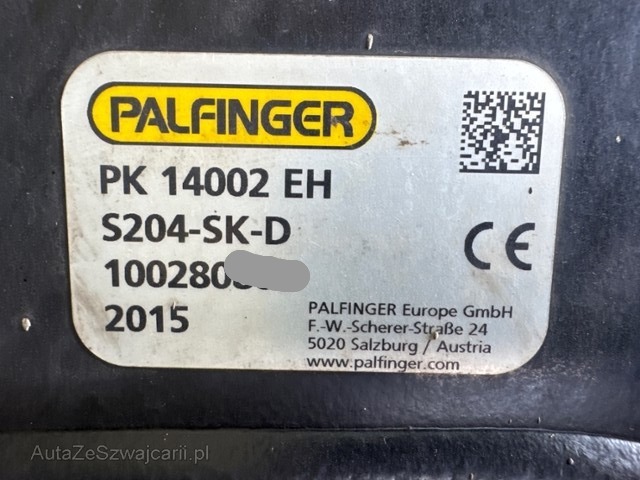 PALFINGER
PK 14002 EH
S204-SK-D
2015
PALFINGER Europe GmbH
F.-W.-Scherer-Straße 24
5020 Salzburg / Austria
www.palfinger.com
CE
AutaZeSzwajcarii.pl